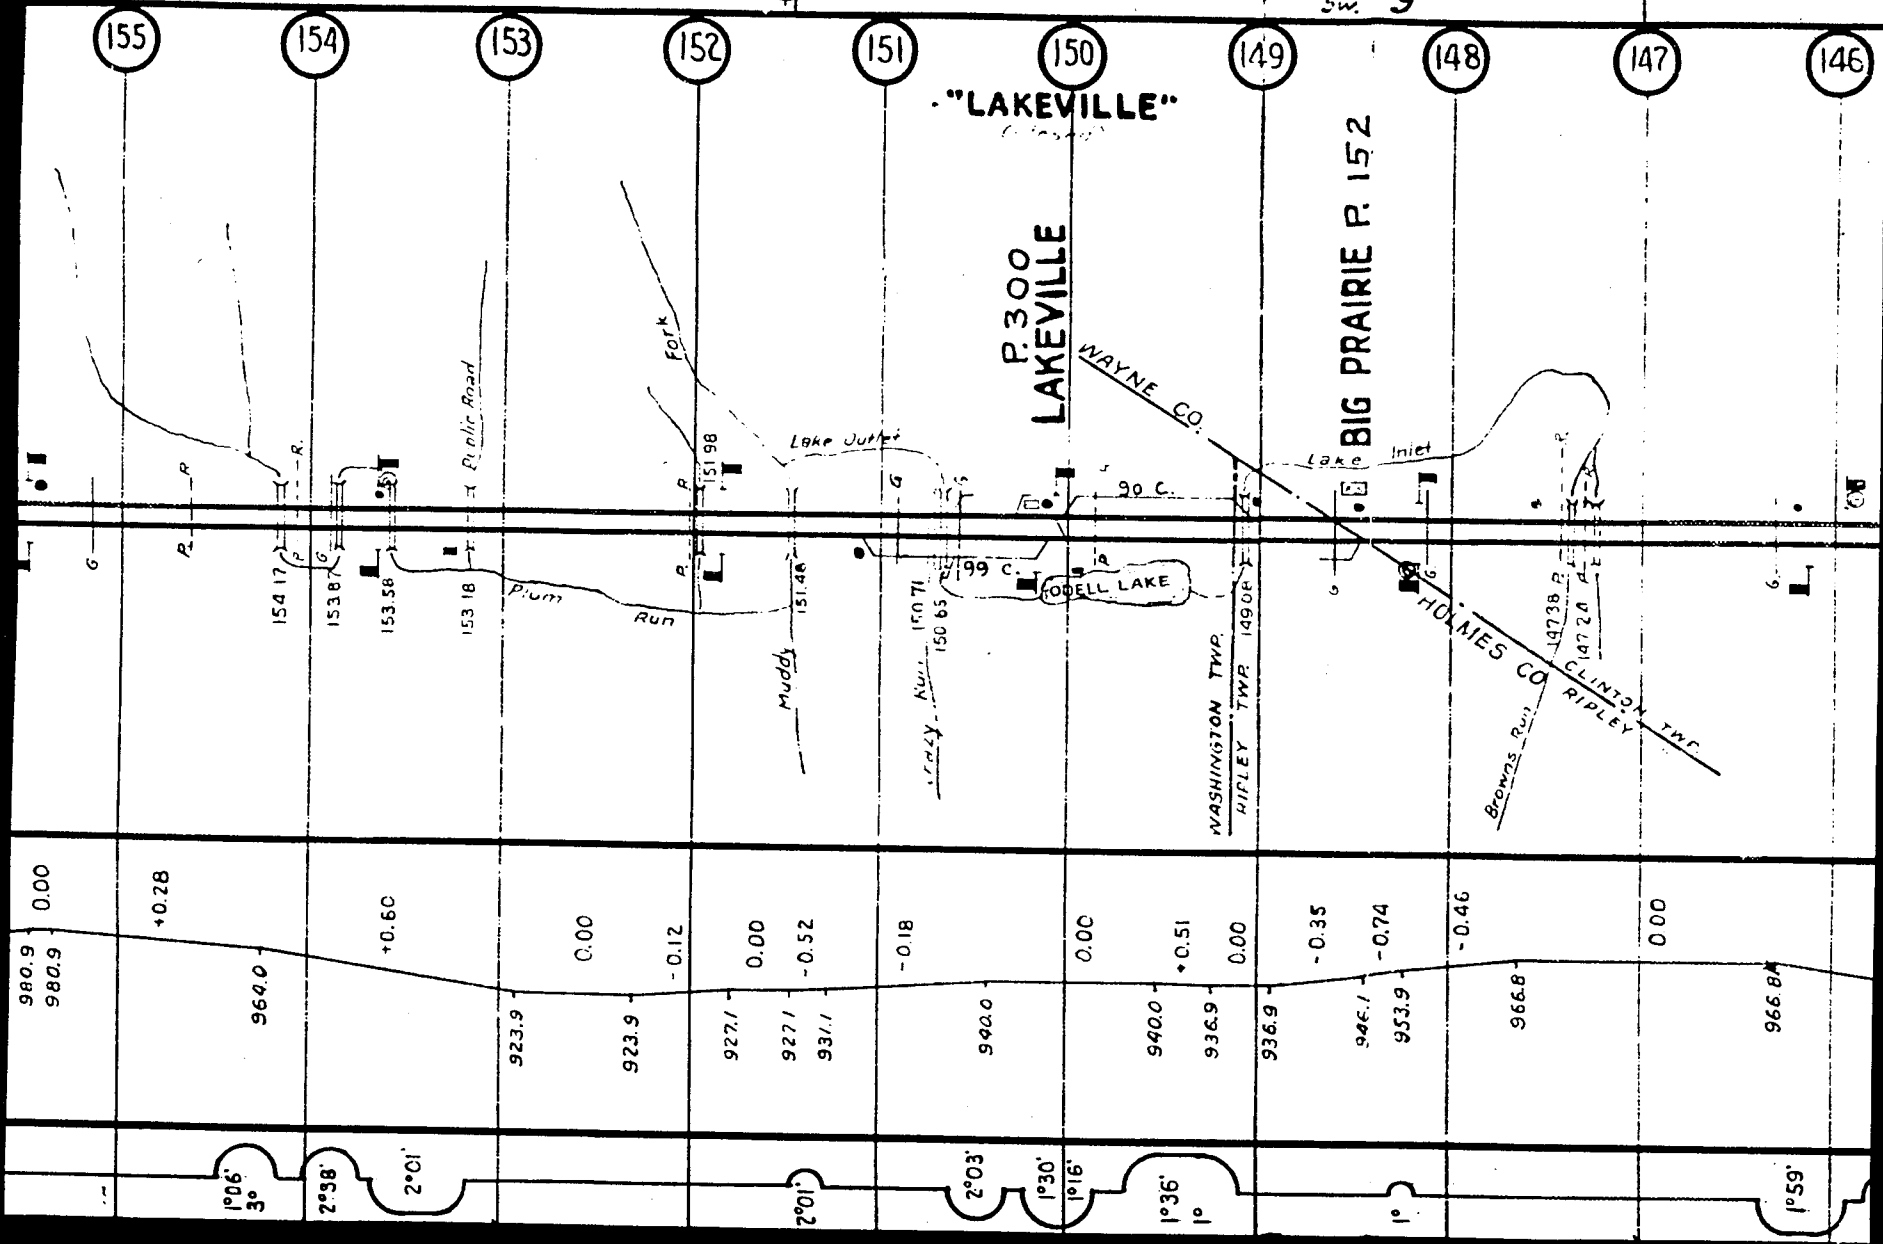 sw. 9
155 154 153 152 151 150 149 148 147 146
"LAKEVILLE"
(closed)
P. 300
LAKEVILLE
BIG PRAIRIE P. 152
WAYNE CO.
Fork
Public Road
Lake Outlet
Lake Inlet
R. R. P. G S S R R.
151 98
90 C.
99 C.
ODELL LAKE
G P. P G P. R G G P. P G
154 17
153.87
153.58
153 18
Plum Run
151.48
150 71
150 65
149 08
147 38
147 20
Muddy
Run
WASHINGTON TWP.
RIPLEY TWP.
HOLMES CO
CLINTON TWP.
RIPLEY
Browns Run
0.00 +0.28 +0.60 0.00 -0.12 0.00 -0.52 -0.18 0.00 +0.51 0.00 -0.35 -0.74 -0.46 0.00
980.9 980.9 964.0 923.9 923.9 927.1 927.1 931.1 940.0 940.0 936.9 936.9 946.1 953.9 966.8 966.8
1°06'
3°
2°38'
2°01'
2°01'
2°03'
1°30'
1°16'
1°36'
1°
1°
1°59'